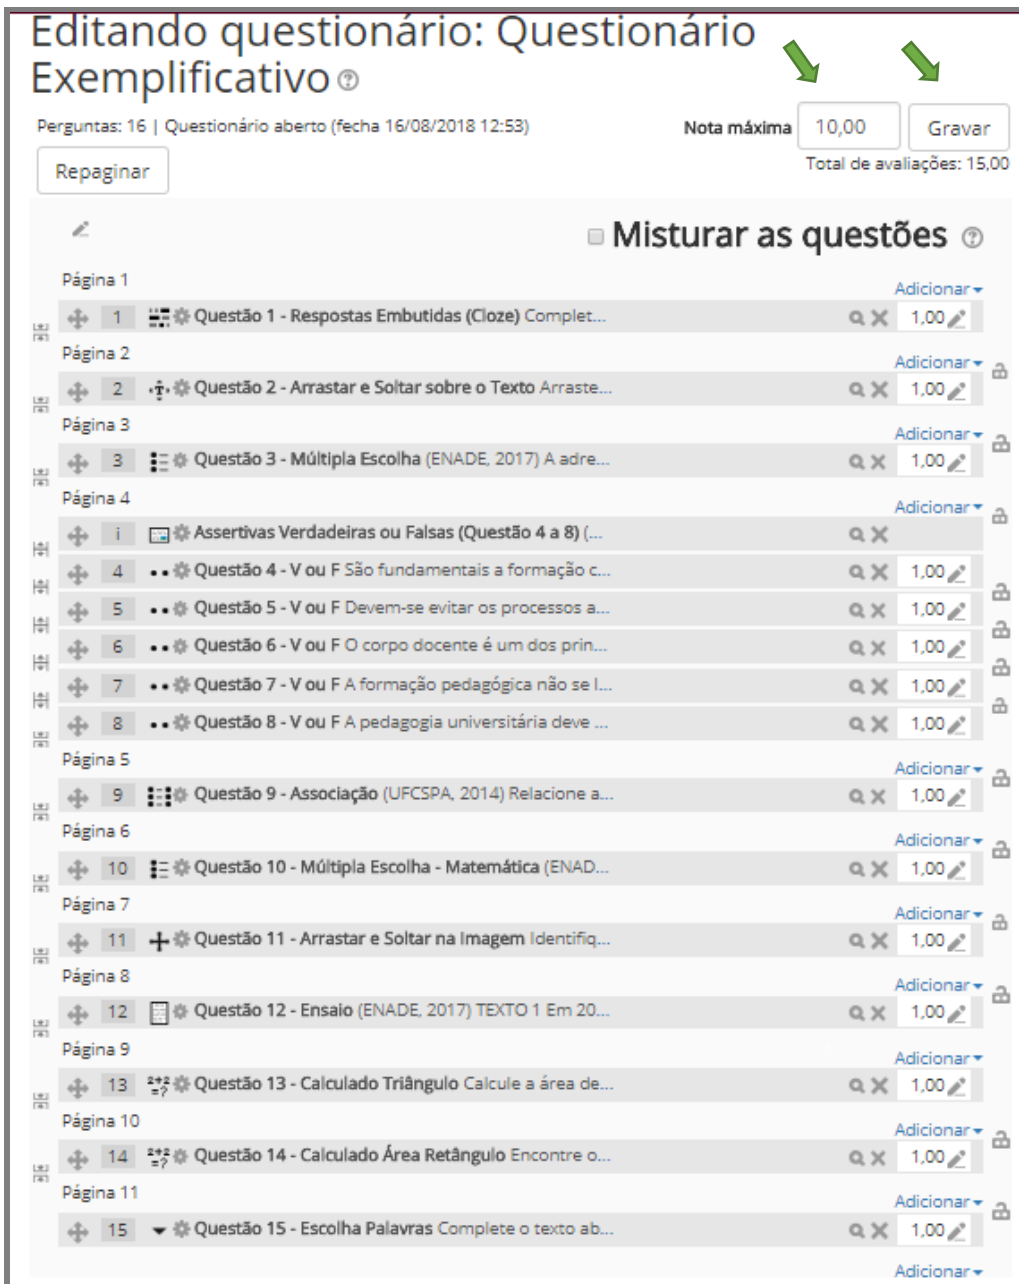 Editando questionário: Questionário
Exemplificativo
Perguntas: 16 | Questionário aberto (fecha 16/08/2018 12:53)
Nota máxima 10,00 Gravar
Repaginar
Total de avaliações: 15,00
Misturar as questões
Página 1
Adicionar
1 Questão 1 - Respostas Embutidas (Cloze) Complet... 1,00
Página 2
Adicionar
2 Questão 2 - Arrastar e Soltar sobre o Texto Arraste... 1,00
Página 3
Adicionar
3 Questão 3 - Múltipla Escolha (ENADE, 2017) A adre... 1,00
Página 4
Adicionar
i Assertivas Verdadeiras ou Falsas (Questão 4 a 8) (...
4 Questão 4 - V ou F São fundamentais a formação c... 1,00
5 Questão 5 - V ou F Devem-se evitar os processos a... 1,00
6 Questão 6 - V ou F O corpo docente é um dos prin... 1,00
7 Questão 7 - V ou F A formação pedagógica não se l... 1,00
8 Questão 8 - V ou F A pedagogia universitária deve ... 1,00
Página 5
Adicionar
9 Questão 9 - Associação (UFCSPA, 2014) Relacione a... 1,00
Página 6
Adicionar
10 Questão 10 - Múltipla Escolha - Matemática (ENAD... 1,00
Página 7
Adicionar
11 Questão 11 - Arrastar e Soltar na Imagem Identifiq... 1,00
Página 8
Adicionar
12 Questão 12 - Ensaio (ENADE, 2017) TEXTO 1 Em 20... 1,00
Página 9
Adicionar
13 Questão 13 - Calculado Triângulo Calcule a área de... 1,00
Página 10
Adicionar
14 Questão 14 - Calculado Área Retângulo Encontre o... 1,00
Página 11
Adicionar
15 Questão 15 - Escolha Palavras Complete o texto ab... 1,00
Adicionar